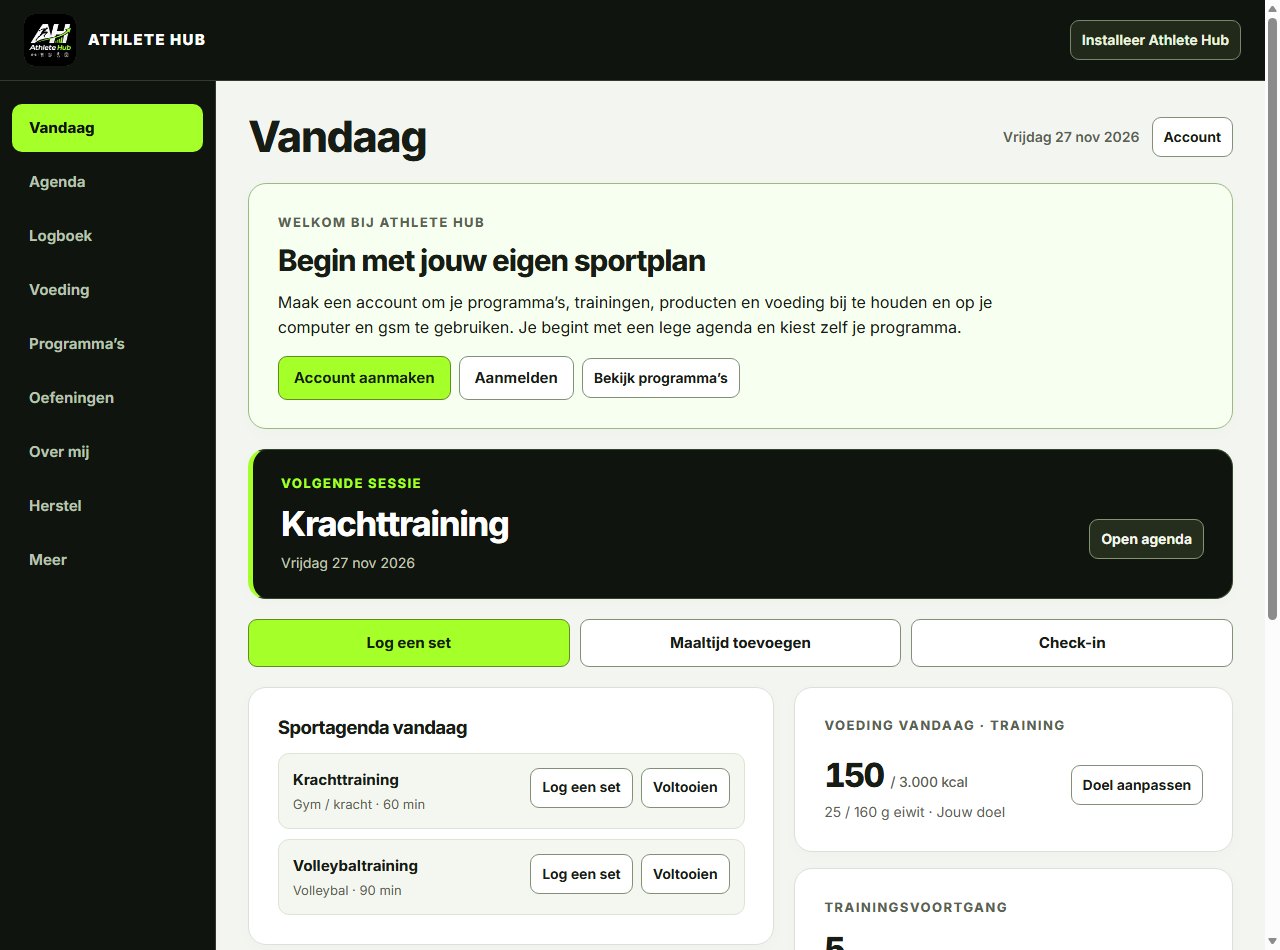 AH
Athlete Hub
ATHLETE HUB
Installeer Athlete Hub
Vandaag
Agenda
Logboek
Voeding
Programma’s
Oefeningen
Over mij
Herstel
Meer
Vandaag
Vrijdag 27 nov 2026
Account
WELKOM BIJ ATHLETE HUB
Begin met jouw eigen sportplan
Maak een account om je programma’s, trainingen, producten en voeding bij te houden en op je
computer en gsm te gebruiken. Je begint met een lege agenda en kiest zelf je programma.
Account aanmaken
Aanmelden
Bekijk programma’s
VOLGENDE SESSIE
Krachttraining
Vrijdag 27 nov 2026
Open agenda
Log een set
Maaltijd toevoegen
Check-in
Sportagenda vandaag
Krachttraining
Gym / kracht · 60 min
Log een set
Voltooien
Volleybaltraining
Volleybal · 90 min
Log een set
Voltooien
VOEDING VANDAAG · TRAINING
150 / 3.000 kcal
25 / 160 g eiwit · Jouw doel
Doel aanpassen
TRAININGSVOORTGANG
5